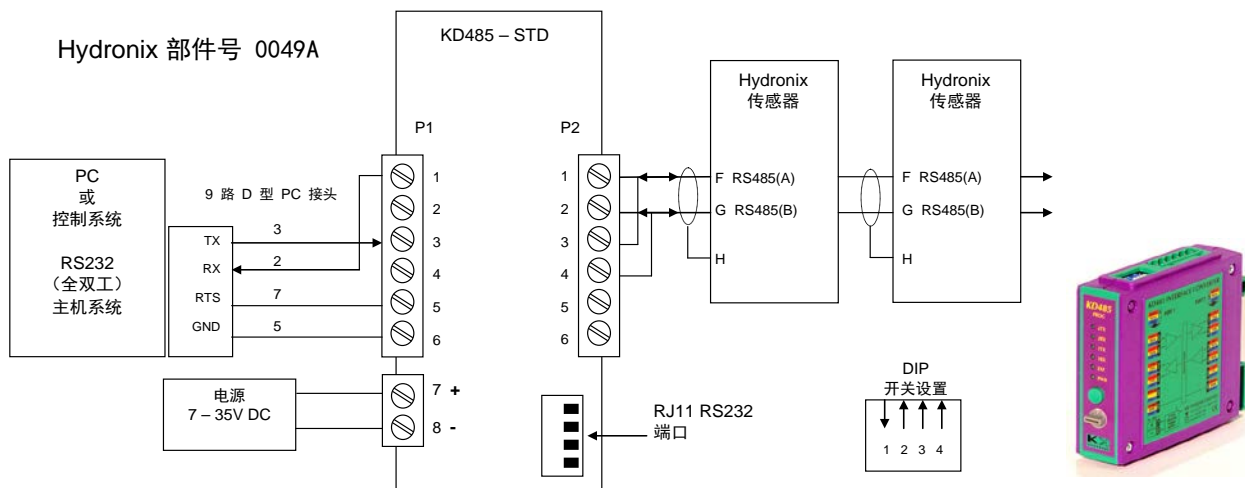 Hydronix 部件号 0049A
KD485 – STD
P1
P2
PC
或
控制系统
RS232
(全双工)
主机系统
9 路 D 型 PC 接头
TX 3
RX 2
RTS 7
GND 5
1
2
3
4
5
6
电源
7 – 35V DC
7 +
8 -
1
2
3
4
5
6
Hydronix
传感器
F RS485(A)
G RS485(B)
H
Hydronix
传感器
F RS485(A)
G RS485(B)
H
RJ11 RS232
端口
DIP
开关设置
1 2 3 4
KD485 INTERFACE CONVERTER
KD485